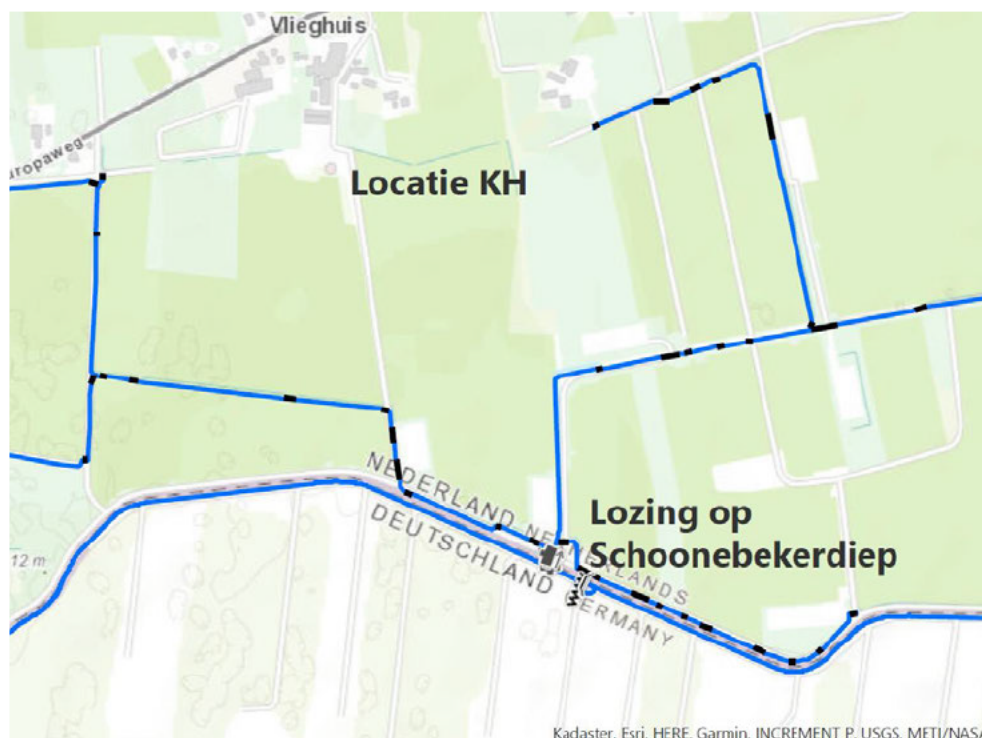 Vlieghuis
uropaweg
Locatie KH
NEDERLAND NETHERLANDS
DEUTSCHLAND GERMANY
Lozing op
Schoonebekerdiep
12 m
Kadaster, Esri, HERE, Garmin, INCREMENT P, USGS, METI/NASA